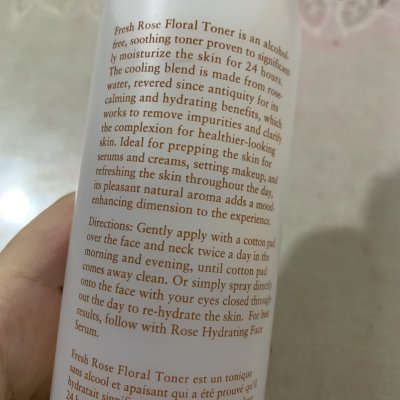 Fresh Rose Floral Toner is an alcohol-
free, soothing toner proven to significant-
ly moisturize the skin for 24 hours.
The cooling blend is made from rose-
water, revered since antiquity for its
calming and hydrating benefits, which
works to remove impurities and clarify
the complexion for healthier-looking
skin. Ideal for prepping the skin for
serums and creams, setting makeup, and
refreshing the skin throughout the day,
its pleasant natural aroma adds a mood-
enhancing dimension to the experience.
Directions: Gently apply with a cotton pad
over the face and neck twice a day in the
morning and evening, until cotton pad
comes away clean. Or simply spray directly
onto the face with your eyes closed through-
out the day to re-hydrate the skin. For best
results, follow with Rose Hydrating Face
Serum.
Fresh Rose Floral Toner est un tonique
sans alcool et apaisant qui a été prouvé qu'il
hydratait
24